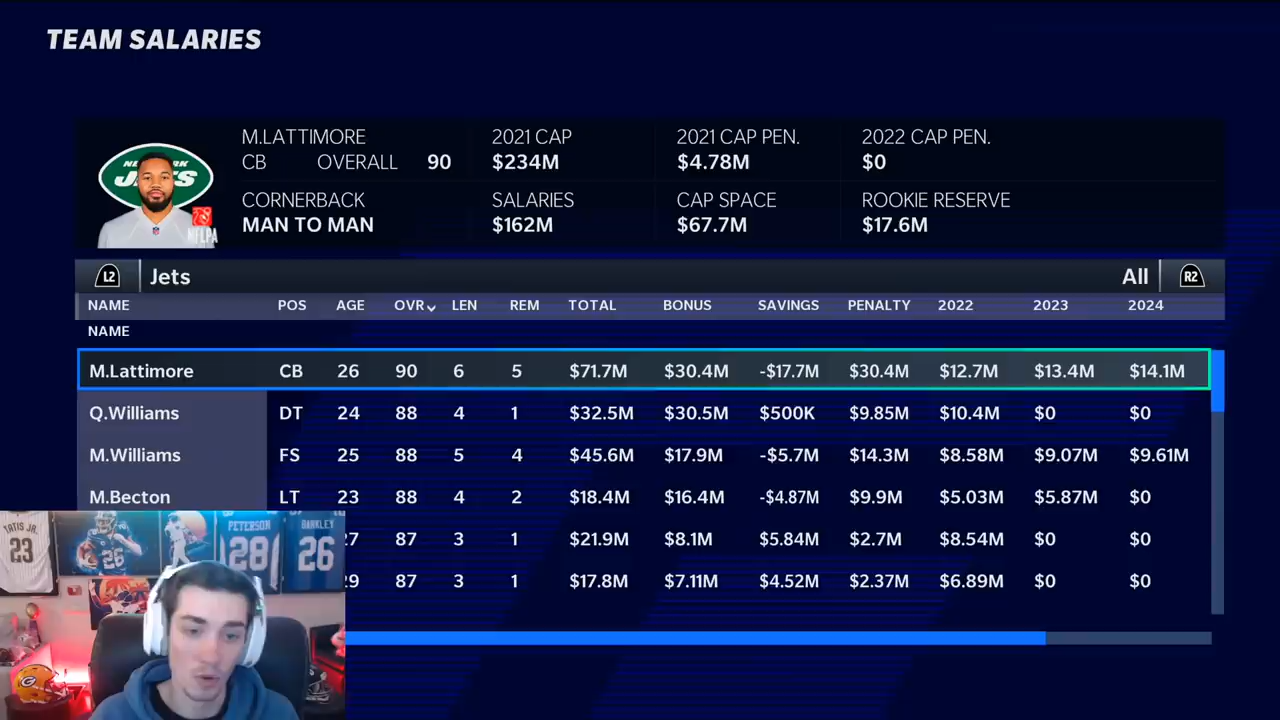 TEAM SALARIES
M.LATTIMORE
CB OVERALL 90
CORNERBACK
MAN TO MAN
2021 CAP
$234M
SALARIES
$162M
2021 CAP PEN.
$4.78M
CAP SPACE
$67.7M
2022 CAP PEN.
$0
ROOKIE RESERVE
$17.6M
JETS
NFLPA
L2 Jets All R2
NAME POS AGE OVR LEN REM TOTAL BONUS SAVINGS PENALTY 2022 2023 2024
NAME
M.Lattimore CB 26 90 6 5 $71.7M $30.4M -$17.7M $30.4M $12.7M $13.4M $14.1M
Q.Williams DT 24 88 4 1 $32.5M $30.5M $500K $9.85M $10.4M $0 $0
M.Williams FS 25 88 5 4 $45.6M $17.9M -$5.7M $14.3M $8.58M $9.07M $9.61M
M.Becton LT 23 88 4 2 $18.4M $16.4M -$4.87M $9.9M $5.03M $5.87M $0
27 87 3 1 $21.9M $8.1M $5.84M $2.7M $8.54M $0 $0
29 87 3 1 $17.8M $7.11M $4.52M $2.37M $6.89M $0 $0
TATIS JR.
23
26
PETERSON
28
BARKLEY
26